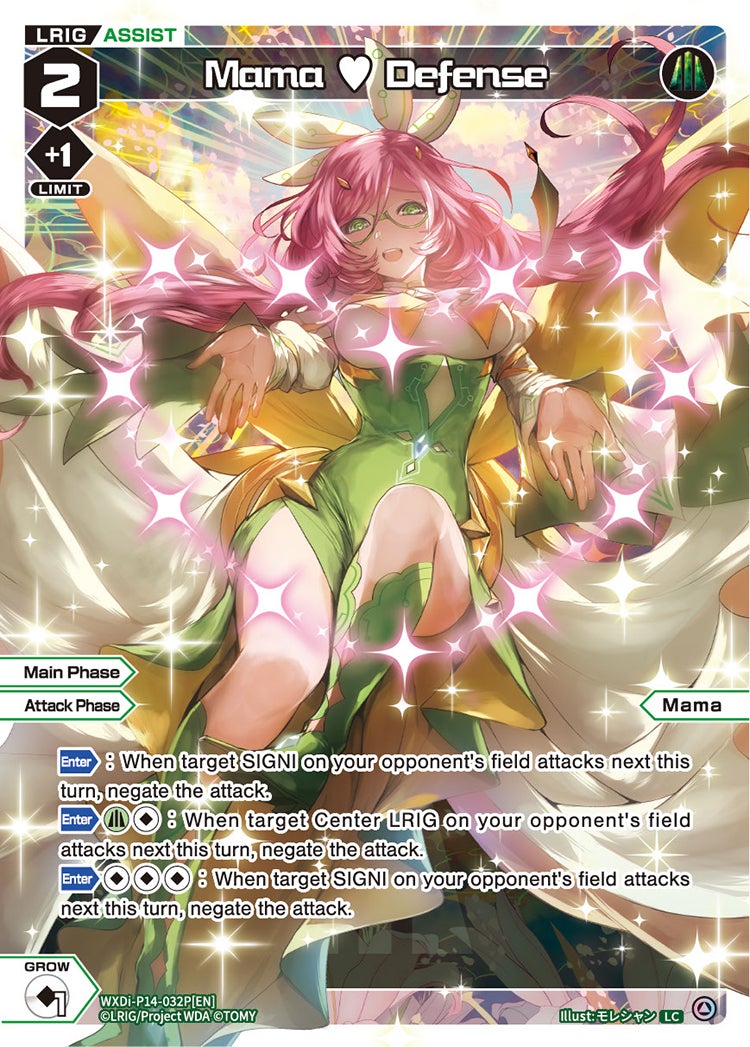 LRIG ASSIST
2
Mama ♥ Defense
+1
LIMIT
Main Phase
Attack Phase
Mama
Enter : When target SIGNI on your opponent's field attacks next this
turn, negate the attack.
Enter : When target Center LRIG on your opponent's field
attacks next this turn, negate the attack.
Enter : When target SIGNI on your opponent's field attacks
next this turn, negate the attack.
GROW
1
WXDi-P14-032P[EN]
©LRIG/Project WDA ©TOMY
Illust: モレシャン LC